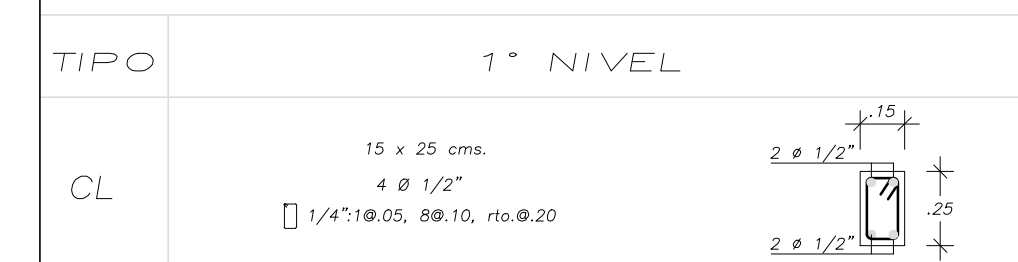 TIPO
1° NIVEL
CL
15 x 25 cms.
4 Ø 1/2”
1/4”:1@.05, 8@.10, rto.@.20
.15
2 ø 1/2”
.25
2 ø 1/2”